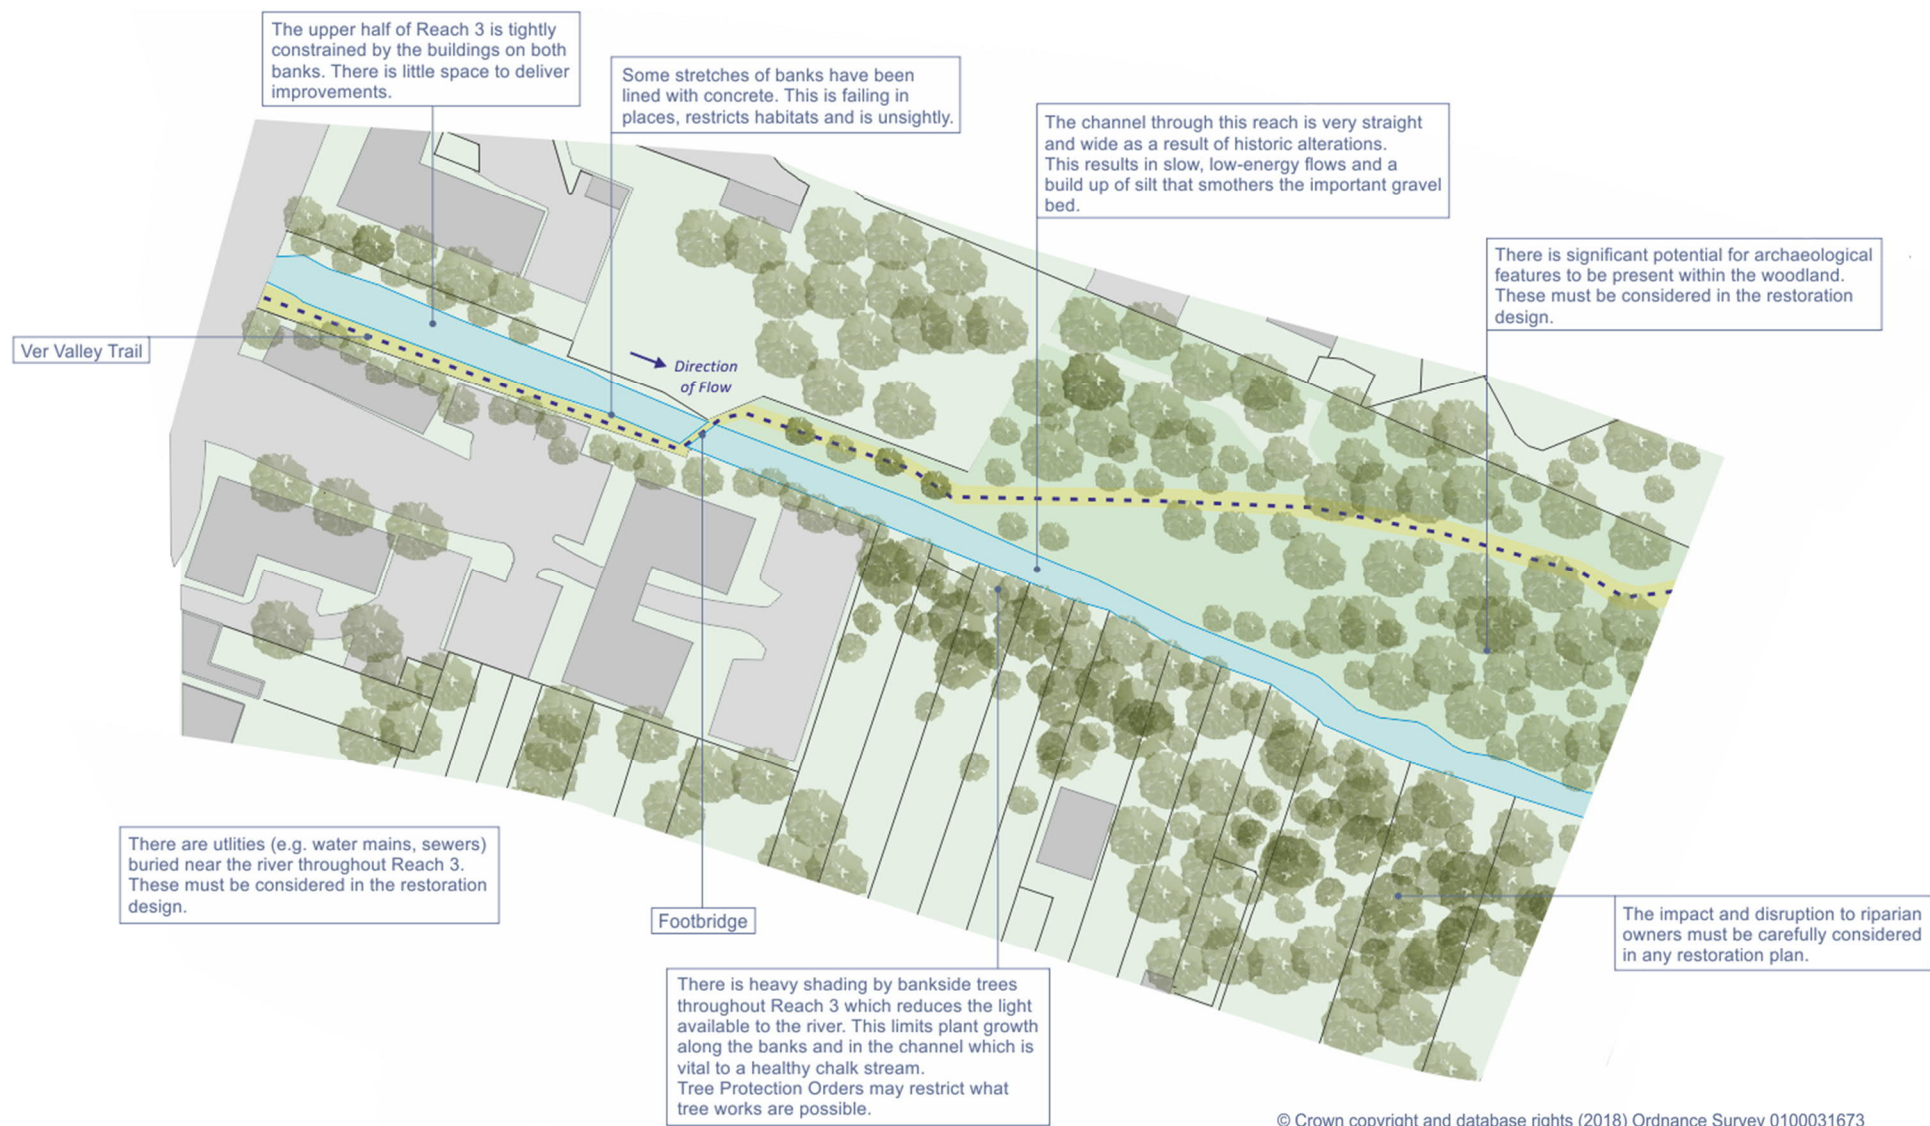 The upper half of Reach 3 is tightly
constrained by the buildings on both
banks. There is little space to deliver
improvements.
Some stretches of banks have been
lined with concrete. This is failing in
places, restricts habitats and is unsightly.
The channel through this reach is very straight
and wide as a result of historic alterations.
This results in slow, low-energy flows and a
build up of silt that smothers the important gravel
bed.
There is significant potential for archaeological
features to be present within the woodland.
These must be considered in the restoration
design.
Ver Valley Trail
Direction
of Flow
There are utlities (e.g. water mains, sewers)
buried near the river throughout Reach 3.
These must be considered in the restoration
design.
Footbridge
The impact and disruption to riparian
owners must be carefully considered
in any restoration plan.
There is heavy shading by bankside trees
throughout Reach 3 which reduces the light
available to the river. This limits plant growth
along the banks and in the channel which is
vital to a healthy chalk stream.
Tree Protection Orders may restrict what
tree works are possible.
© Crown copyright and database rights (2018) Ordnance Survey 0100031673